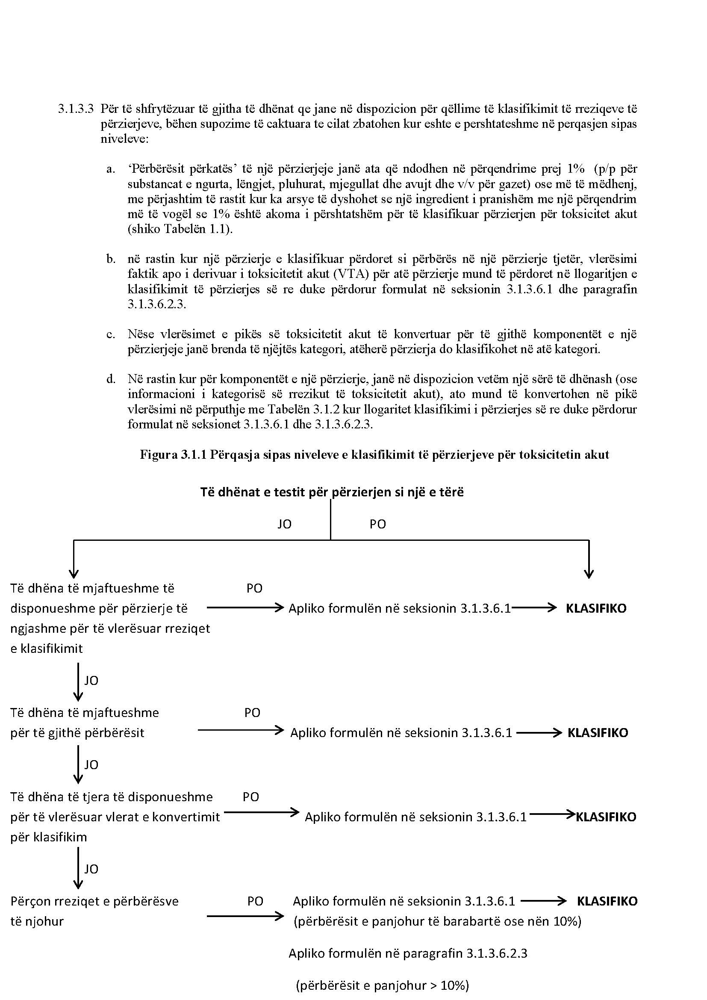 3.1.3.3 Për të shfrytëzuar të gjitha të dhënat qe jane në dispozicion për qëllime të klasifikimit të rreziqeve të
përzierjeve, bëhen supozime të caktuara te cilat zbatohen kur eshte e pershtateshme në perqasjen sipas
niveleve:
a. ‘Përbërësit përkatës’ të një përzierjeje janë ata që ndodhen në përqendrime prej 1% (p/p për
substancat e ngurta, lëngjet, pluhurat, mjegullat dhe avujt dhe v/v për gazet) ose më të mëdhenj,
me përjashtim të rastit kur ka arsye të dyshohet se një ingredient i pranishëm me një përqendrim
më të vogël se 1% është akoma i përshtatshëm për të klasifikuar përzierjen për toksicitet akut
(shiko Tabelën 1.1).
b. në rastin kur një përzierje e klasifikuar përdoret si përbërës në një përzierje tjetër, vlerësimi
faktik apo i derivuar i toksicitetit akut (VTA) për atë përzierje mund të përdoret në llogaritjen e
klasifikimit të përzierjes së re duke përdorur formulat në seksionin 3.1.3.6.1 dhe paragrafin
3.1.3.6.2.3.
c. Nëse vlerësimet e pikës së toksicitetit akut të konvertuar për të gjithë komponentët e një
përzierjeje janë brenda të njëjtës kategori, atëherë përzierja do klasifikohet në atë kategori.
d. Në rastin kur për komponentët e një përzierje, janë në dispozicion vetëm një sërë të dhënash (ose
informacioni i kategorisë së rrezikut të toksicitetit akut), ato mund të konvertohen në pikë
vlerësimi në përputhje me Tabelën 3.1.2 kur llogaritet klasifikimi i përzierjes së re duke përdorur
formulat në seksionet 3.1.3.6.1 dhe 3.1.3.6.2.3.
Figura 3.1.1 Përqasja sipas niveleve e klasifikimit të përzierjeve për toksicitetin akut
Të dhënat e testit për përzierjen si një e tërë
JO PO
Të dhëna të mjaftueshme të PO
disponueshme për përzierje të Apliko formulën në seksionin 3.1.3.6.1 KLASIFIKO
ngjashme për të vlerësuar rreziqet
e klasifikimit
JO
Të dhëna të mjaftueshme PO
për të gjithë përbërësit Apliko formulën në seksionin 3.1.3.6.1 KLASIFIKO
JO
Të dhëna të tjera të disponueshme PO
për të vlerësuar vlerat e konvertimit Apliko formulën në seksionin 3.1.3.6.1 KLASIFIKO
për klasifikim
JO
Përçon rreziqet e përbërësve PO Apliko formulën në seksionin 3.1.3.6.1 KLASIFIKO
të njohur (përbërësit e panjohur të barabartë ose nën 10%)
Apliko formulën në paragrafin 3.1.3.6.2.3
(përbërësit e panjohur > 10%)